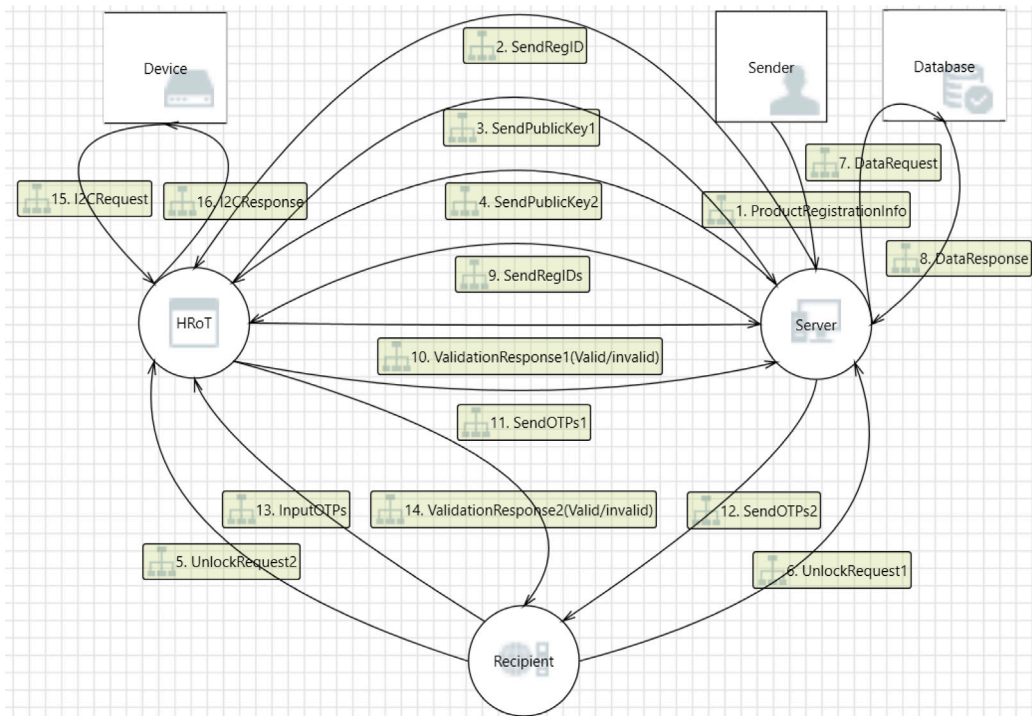 2. SendRegID
Device
Sender
Database
3. SendPublicKey1
7. DataRequest
15. I2CRequest
16. I2CResponse
4. SendPublicKey2
1. ProductRegistrationInfo
9. SendRegIDs
8. DataResponse
HRoT
Server
10. ValidationResponse1(Valid/invalid)
11. SendOTPs1
13. InputOTPs
14. ValidationResponse2(Valid/invalid)
12. SendOTPs2
5. UnlockRequest2
6. UnlockRequest1
Recipient